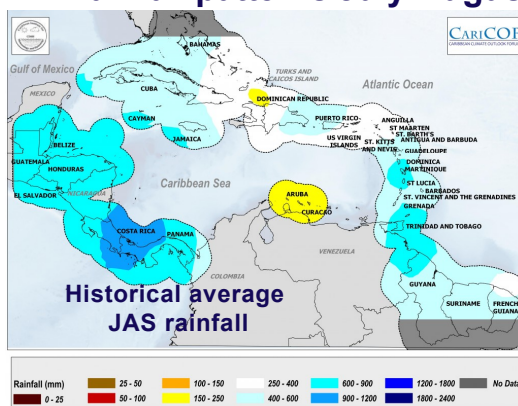 Gulf of Mexico
BAHAMAS
CARICOF
CARIBBEAN CLIMATE OUTLOOK FORUM
MEXICO
TURKS AND
CAICOS ISLAND
Atlantic Ocean
CUBA
DOMINICAN REPUBLIC
CAYMAN
PUERTO RICO
ANGUILLA
ST MAARTEN
ST. BARTH'S
JAMAICA
US VIRGIN
ISLANDS
ST. KITTS
AND NEVIS
ANTIGUA AND BARBUDA
BELIZE
GUADELOUPE
GUATEMALA
DOMINICA
HONDURAS
MARTINIQUE
Caribbean Sea
ST LUCIA
EL SALVADOR
NICARAGUA
ARUBA
BARBADOS
ST. VINCENT AND THE GRENADINES
CURACAO
GRENADA
COSTA RICA
PANAMA
TRINIDAD AND TOBAGO
VENEZUELA
COLOMBIA
GUYANA
SURINAME
FRENCH
GUIANA
Historical average
JAS rainfall
Rainfall (mm)
0 - 25
25 - 50
50 - 100
100 - 150
150 - 250
250 - 400
400 - 600
600 - 900
900 - 1200
1200 - 1800
1800 - 2400
No Data